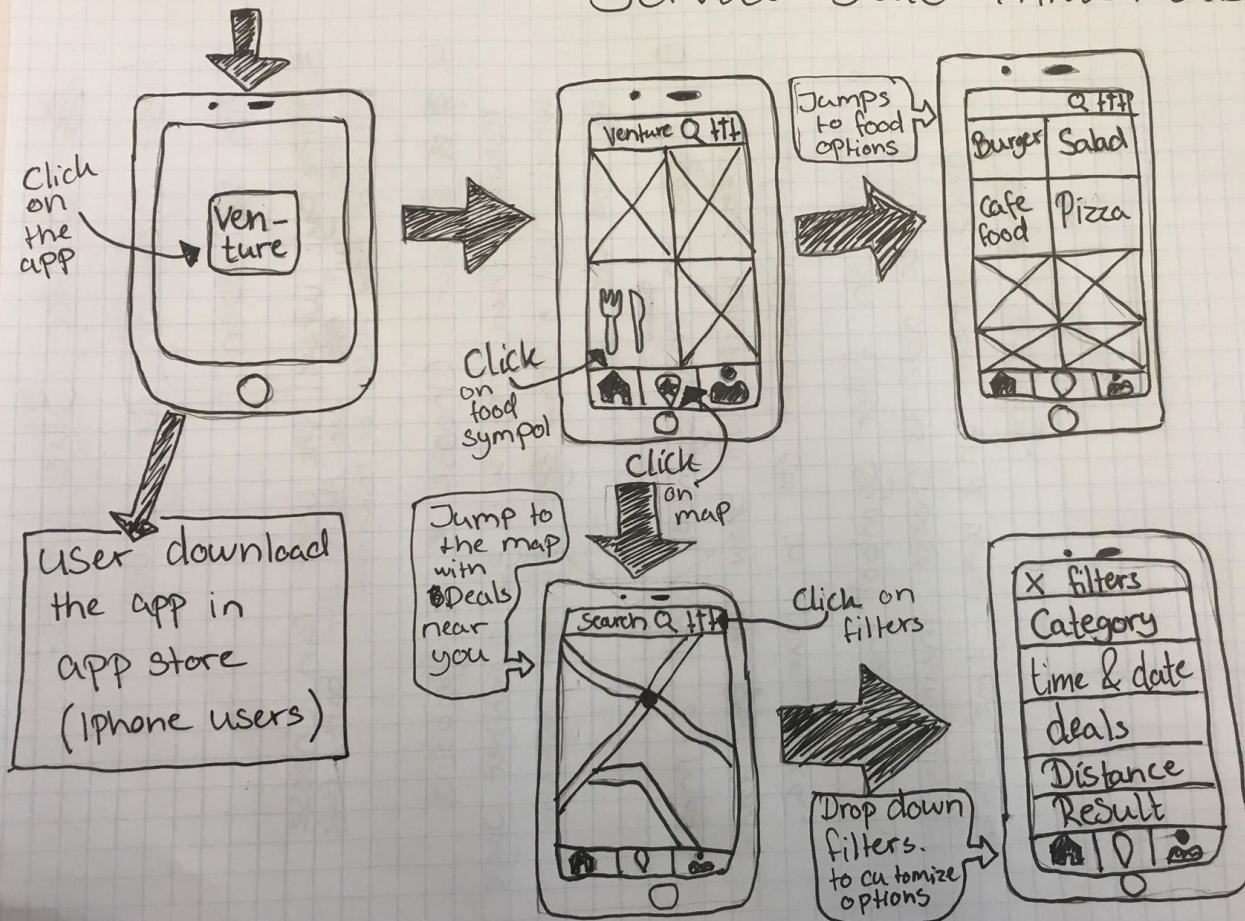 Click
on
the
app
Ven-
ture
user download
the app in
app store
(Iphone users)
Venture
Click
on
food
sympol
Click
on
map
Jumps
to food
options
Burger
Salad
Cafe
food
Pizza
Jump to
the map
with
Deals
near
you
Search
Click on
filters
Drop down
filters.
to cutomize
options
X filters
Category
time & date
deals
Distance
Result